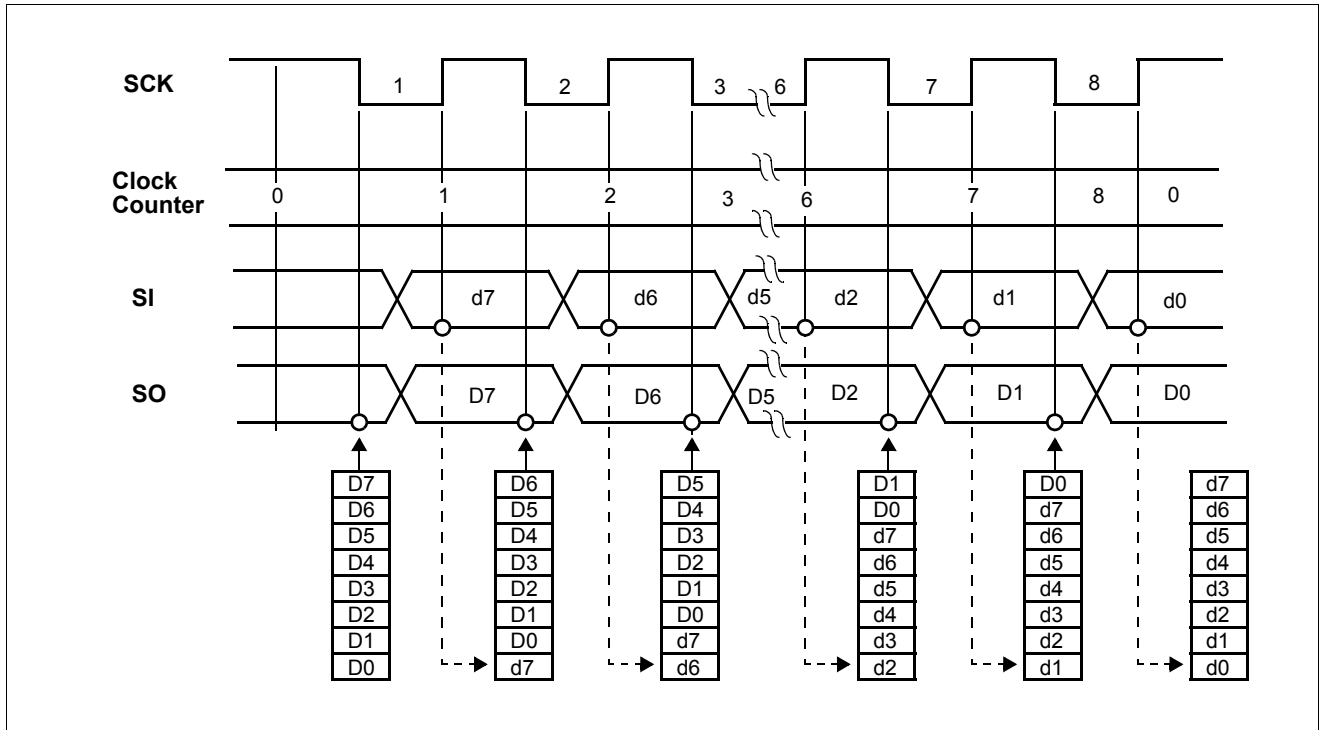 SCK 1 2 3 6 7 8
Clock
Counter
0 1 2 3 6 7 8 0
SI d7 d6 d5 d2 d1 d0
SO D7 D6 D5 D2 D1 D0
D7 D6 D5 D1 D0 d7
D6 D5 D4 D0 d7 d6
D5 D4 D3 d7 d6 d5
D4 D3 D2 d6 d5 d4
D3 D2 D1 d5 d4 d3
D2 D1 D0 d4 d3 d2
D1 D0 d7 d3 d2 d1
D0 d7 d6 d2 d1 d0